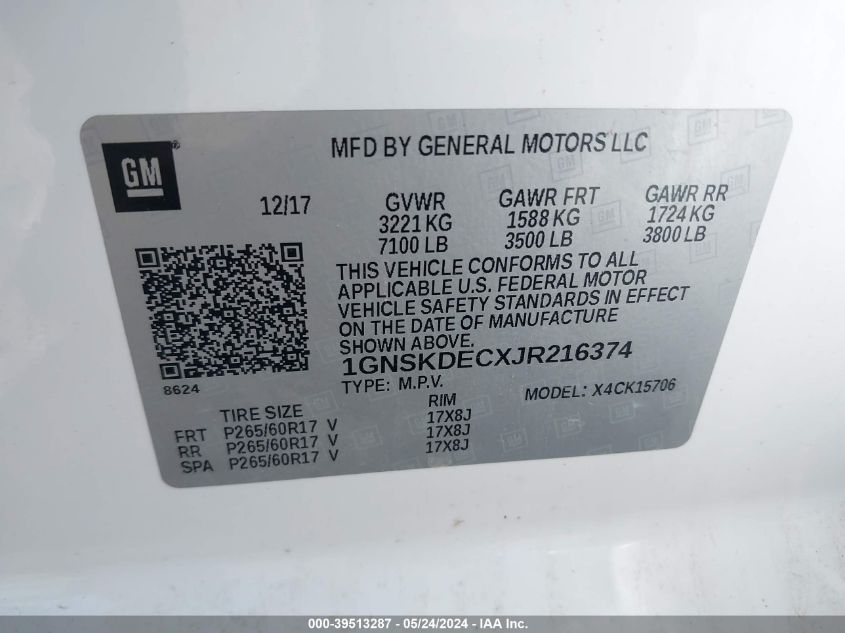 GM®
MFD BY GENERAL MOTORS LLC
12/17 GVWR GAWR FRT GAWR RR
3221 KG 1588 KG 1724 KG
7100 LB 3500 LB 3800 LB
THIS VEHICLE CONFORMS TO ALL
APPLICABLE U.S. FEDERAL MOTOR
VEHICLE SAFETY STANDARDS IN EFFECT
ON THE DATE OF MANUFACTURE
SHOWN ABOVE.
1GNSKDECXJR216374
8624
TYPE: M.P.V. MODEL: X4CK15706
TIRE SIZE RIM
FRT P265/60R17 V 17X8J
RR P265/60R17 V 17X8J
SPA P265/60R17 V 17X8J
000-39513287 - 05/24/2024 - IAA Inc.